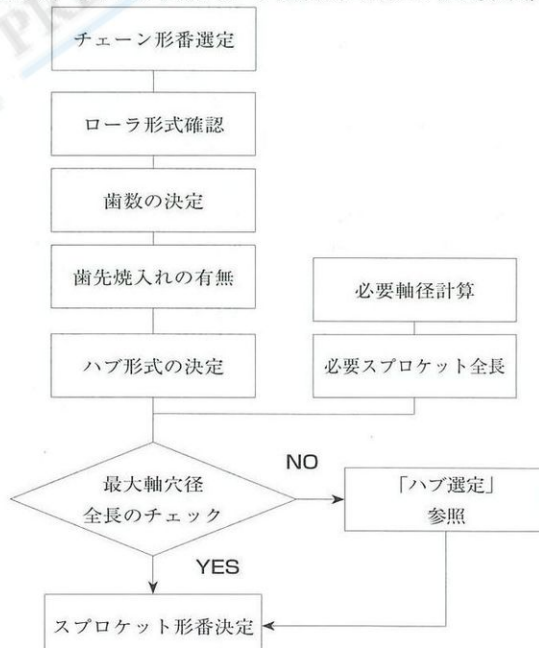 チェーン形番選定
ローラ形式確認
歯数の決定
歯先焼入れの有無
必要軸径計算
ハブ形式の決定
必要スプロケット全長
最大軸穴径
全長のチェック
NO
「ハブ選定」
参照
YES
スプロケット形番決定